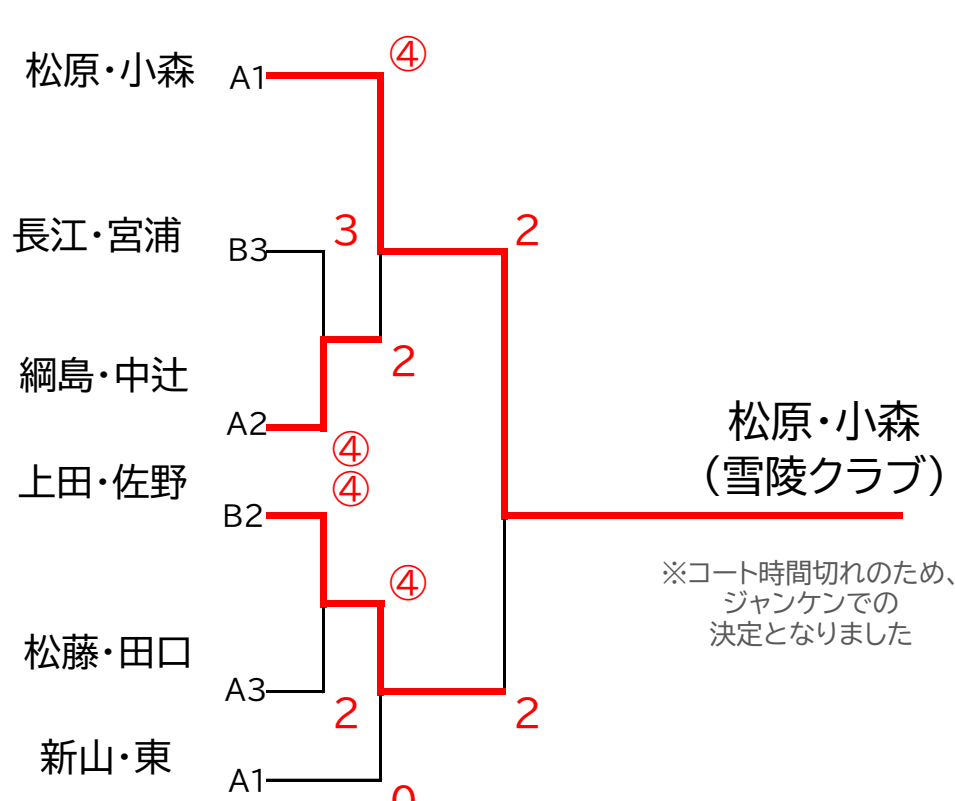 ④
松原・小森 A1
長江・宮浦 B3
3
2
綱島・中辻 A2
2
④
④
上田・佐野 B2
松原・小森
（雪陵クラブ）
※コート時間切れのため、
ジャンケンでの
決定となりました
④
松藤・田口 A3
2
2
新山・東 A1
0